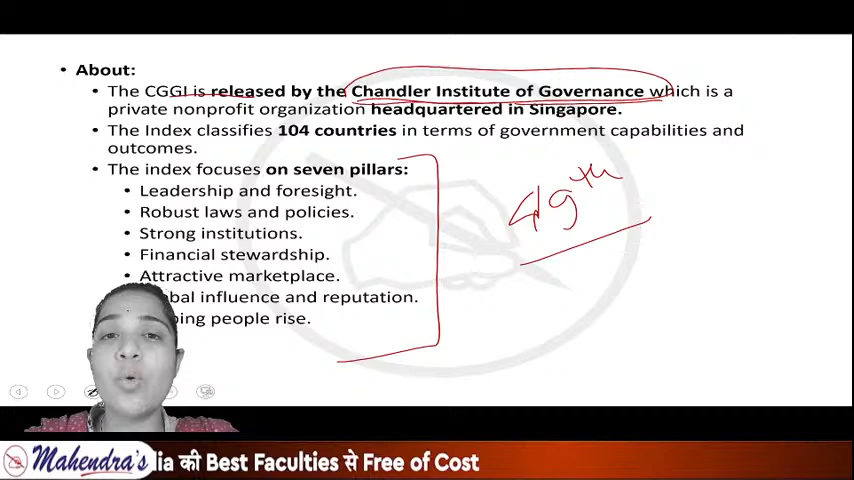 • About:
• The CGGI is released by the Chandler Institute of Governance which is a
private nonprofit organization headquartered in Singapore.
• The Index classifies 104 countries in terms of government capabilities and
outcomes.
• The index focuses on seven pillars:
• Leadership and foresight.
• Robust laws and policies.
• Strong institutions.
• Financial stewardship.
• Attractive marketplace.
influence and reputation.
people rise.
49th
Mahendra's
की Best Faculties से Free of Cost